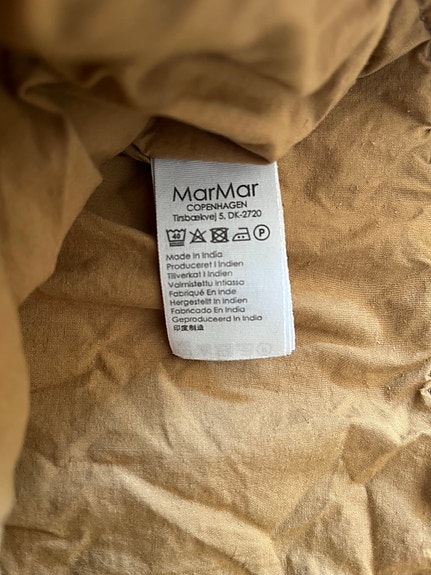 MarMar
COPENHAGEN
Tirsbækvej 5, DK-2720
40 P
Made in India
Produceret i Indien
Tillverkat i Indien
Valmistettu Intiassa
Fabriqué En Inde
Hergestellt in Indien
Fabricado En India
Geproduceerd in India
印度制造